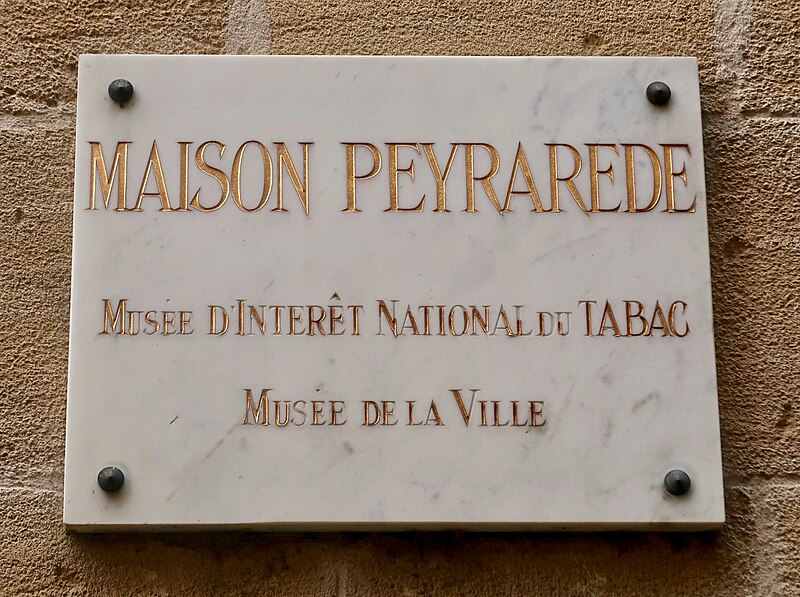 MAISON PEYRAREDE
MUSÉE D'INTERÊT NATIONAL DU TABAC
MUSÉE DE LA VILLE